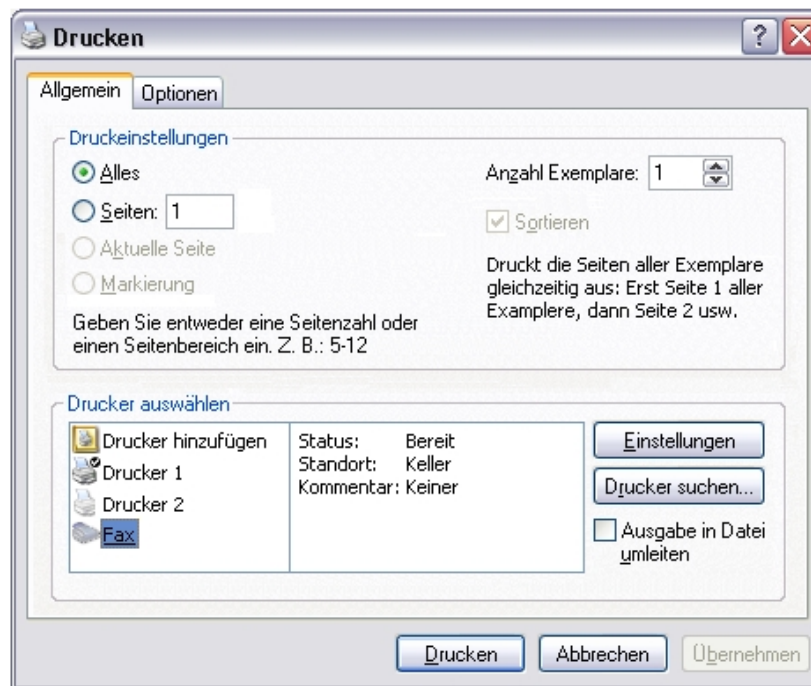 Drucken
Allgemein
Optionen
Druckeinstellungen
Alles
Seiten: 1
Aktuelle Seite
Markierung
Geben Sie entweder eine Seitenzahl oder
einen Seitenbereich ein. Z. B.: 5-12
Anzahl Exemplare: 1
Sortieren
Druckt die Seiten aller Exemplare
gleichzeitig aus: Erst Seite 1 aller
Examplere, dann Seite 2 usw.
Drucker auswählen
Drucker hinzufügen
Drucker 1
Drucker 2
Fax
Status: Bereit
Standort: Keller
Kommentar: Keiner
Einstellungen
Drucker suchen...
Ausgabe in Datei
umleiten
Drucken
Abbrechen
Übernehmen